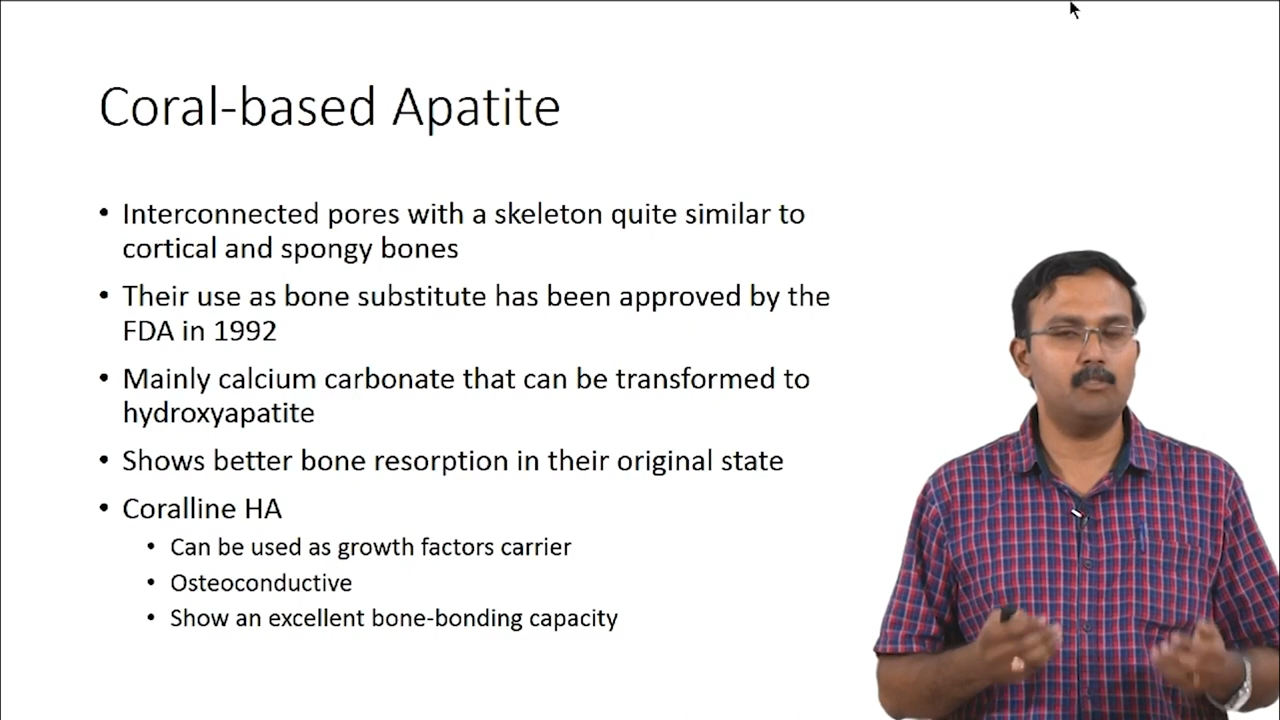 Coral-based Apatite
• Interconnected pores with a skeleton quite similar to
cortical and spongy bones
• Their use as bone substitute has been approved by the
FDA in 1992
• Mainly calcium carbonate that can be transformed to
hydroxyapatite
• Shows better bone resorption in their original state
• Coralline HA
• Can be used as growth factors carrier
• Osteoconductive
• Show an excellent bone-bonding capacity